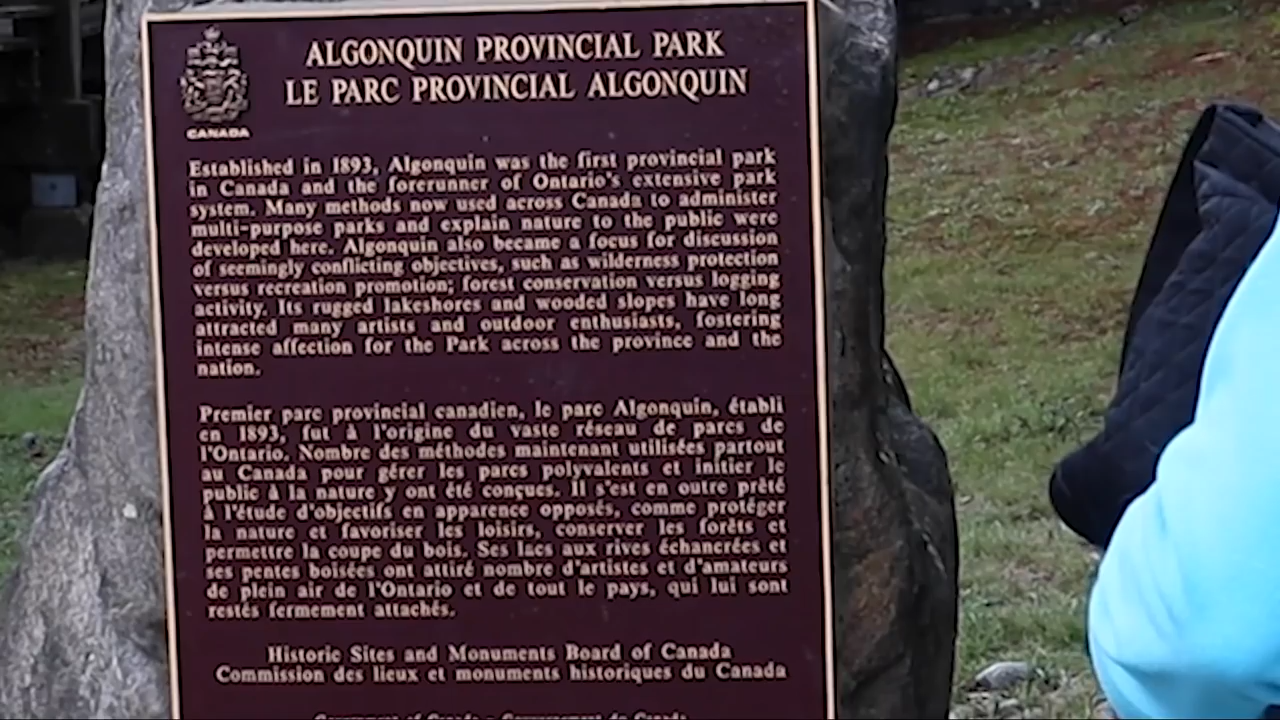 ALGONQUIN PROVINCIAL PARK
LE PARC PROVINCIAL ALGONQUIN
CANADA
Established in 1893, Algonquin was the first provincial park
in Canada and the forerunner of Ontario's extensive park
system. Many methods now used across Canada to administer
multi-purpose parks and explain nature to the public were
developed here. Algonquin also became a focus for discussion
of seemingly conflicting objectives, such as wilderness protection
versus recreation promotion; forest conservation versus logging
activity. Its rugged lakeshores and wooded slopes have long
attracted many artists and outdoor enthusiasts, fostering
intense affection for the Park across the province and the
nation.
Premier parc provincial canadien, le parc Algonquin, établi
en 1893, fut à l'origine du vaste réseau de parcs de
l'Ontario. Nombre des méthodes maintenant utilisées partout
au Canada pour gérer les parcs polyvalents et initier le
public à la nature y ont été conçues. Il s'est en outre prêté
à l'étude d'objectifs en apparence opposés, comme protéger
la nature et favoriser les loisirs, conserver les forêts et
permettre la coupe du bois. Ses lacs aux rives échancrées et
ses pentes boisées ont attiré nombre d'artistes et d'amateurs
de plein air de l'Ontario et de tout le pays, qui lui sont
restés fermement attachés.
Historic Sites and Monuments Board of Canada
Commission des lieux et monuments historiques du Canada
Government of Canada - Gouvernement du Canada